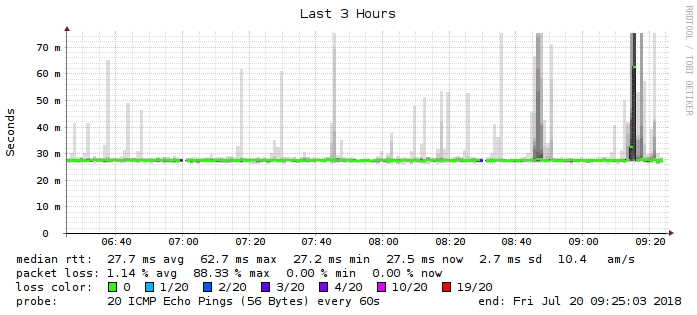 Last 3 Hours
RRDTOOL / TOBI OETIKER
Seconds
70 m
60 m
50 m
40 m
30 m
20 m
10 m
0
06:40 07:00 07:20 07:40 08:00 08:20 08:40 09:00 09:20
median rtt: 27.7 ms avg 62.7 ms max 27.2 ms min 27.5 ms now 2.7 ms sd 10.4 am/s
packet loss: 1.14 % avg 88.33 % max 0.00 % min 0.00 % now
loss color: 0 1/20 2/20 3/20 4/20 10/20 19/20
probe: 20 ICMP Echo Pings (56 Bytes) every 60s end: Fri Jul 20 09:25:03 2018